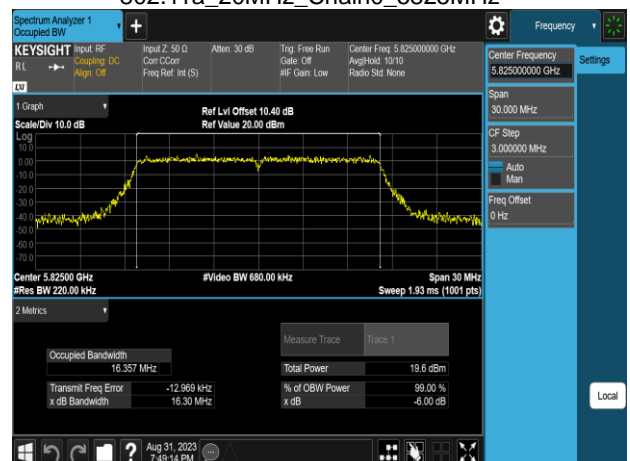 802.11a_20MHz_Chain0_5825MHz
Spectrum Analyzer 1
Occupied BW
+
Frequency
KEYSIGHT
RL
LXI
Input: RF
Coupling: DC
Align: Off
Input Z: 50 Ω
Corr CCorr
Freq Ref: Int (S)
Atten: 30 dB
Trig: Free Run
Gate: Off
#IF Gain: Low
Center Freq: 5.825000000 GHz
Avg|Hold: 10/10
Radio Std: None
Center Frequency
5.825000000 GHz
Settings
Span
30.000 MHz
CF Step
3.000000 MHz
Auto
Man
Freq Offset
0 Hz
Local
1 Graph
Scale/Div 10.0 dB
Ref Lvl Offset 10.40 dB
Ref Value 20.00 dBm
Log
10.0
0.00
-10.0
-20.0
-30.0
-40.0
-50.0
-60.0
-70.0
Center 5.82500 GHz
#Res BW 220.00 kHz
#Video BW 680.00 kHz
Span 30 MHz
Sweep 1.93 ms (1001 pts)
2 Metrics
Measure Trace Trace 1
Occupied Bandwidth
16.357 MHz
Total Power 19.6 dBm
Transmit Freq Error -12.969 kHz
% of OBW Power 99.00 %
x dB Bandwidth 16.30 MHz
x dB -6.00 dB
?
Aug 31, 2023
7:49:14 PM